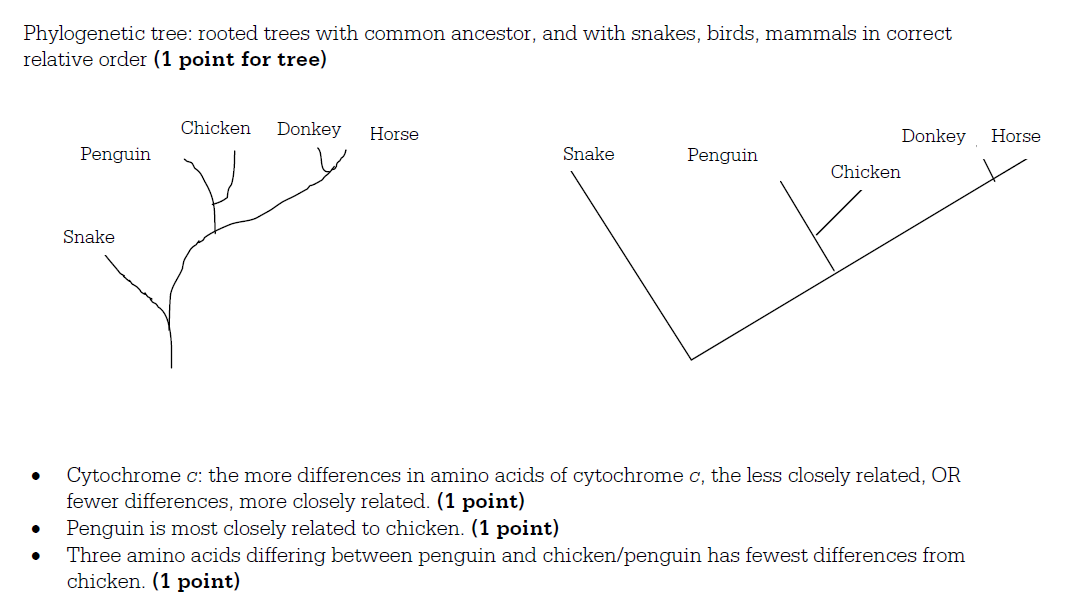 Phylogenetic tree: rooted trees with common ancestor, and with snakes, birds, mammals in correct
relative order (1 point for tree)
Chicken Donkey Horse
Penguin
Snake
Donkey Horse
Snake Penguin
Chicken
• Cytochrome c: the more differences in amino acids of cytochrome c, the less closely related, OR
fewer differences, more closely related. (1 point)
• Penguin is most closely related to chicken. (1 point)
• Three amino acids differing between penguin and chicken/penguin has fewest differences from
chicken. (1 point)